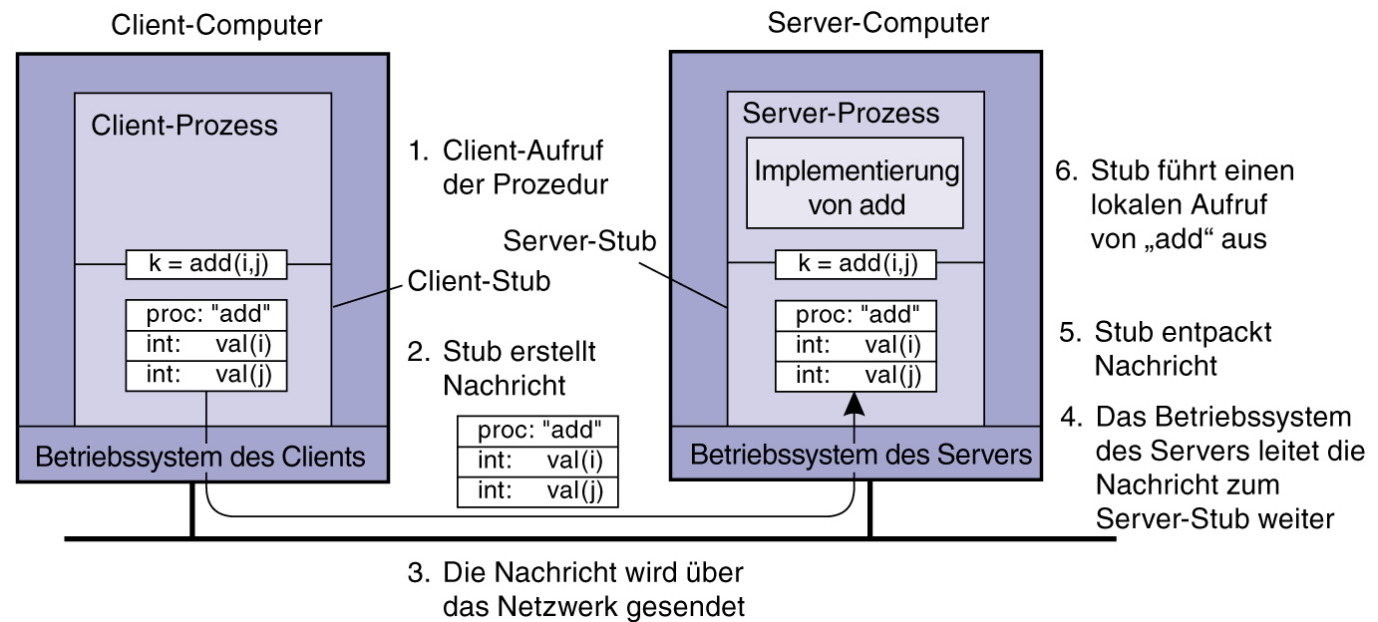 Client-Computer
Server-Computer
Client-Prozess
1. Client-Aufruf
der Prozedur
k = add(i,j)
Client-Stub
proc: "add"
int: val(i)
int: val(j)
2. Stub erstellt
Nachricht
proc: "add"
int: val(i)
int: val(j)
Betriebssystem des Clients
Server-Prozess
Implementierung
von add
Server-Stub
k = add(i,j)
proc: "add"
int: val(i)
int: val(j)
Betriebssystem des Servers
6. Stub führt einen
lokalen Aufruf
von „add“ aus
5. Stub entpackt
Nachricht
4. Das Betriebssystem
des Servers leitet die
Nachricht zum
Server-Stub weiter
3. Die Nachricht wird über
das Netzwerk gesendet